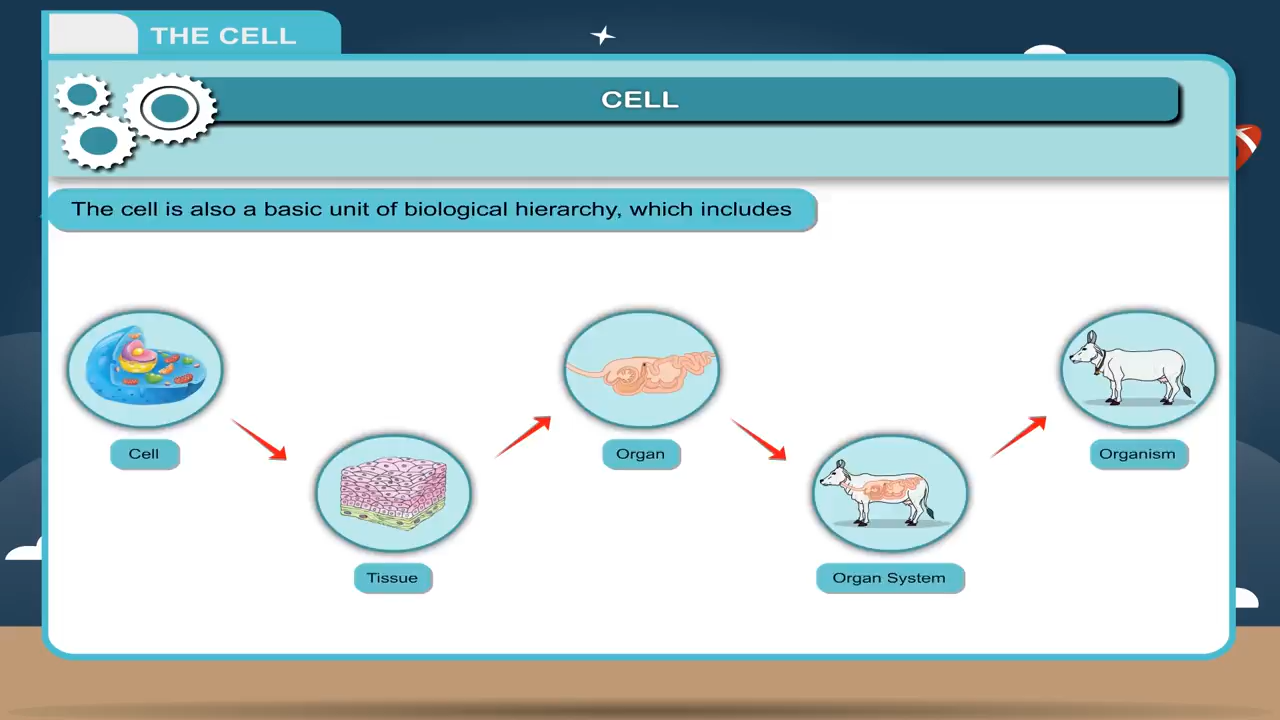 THE CELL
CELL
The cell is also a basic unit of biological hierarchy, which includes
Cell
Tissue
Organ
Organ System
Organism